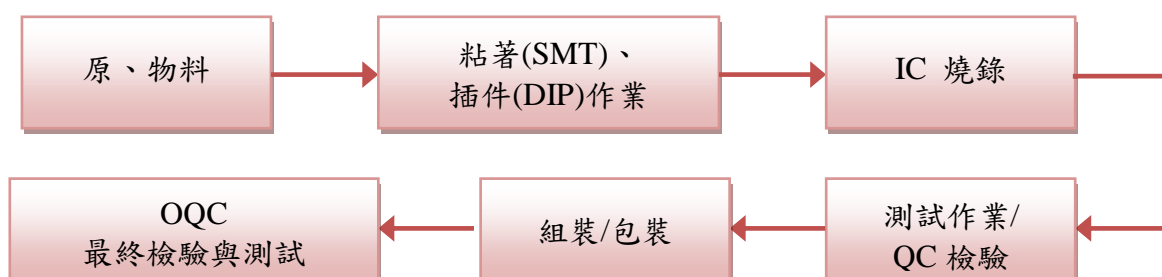 原、物料
粘著(SMT)、
插件(DIP)作業
IC 燒錄
測試作業/
QC 檢驗
組裝/包裝
OQC
最終檢驗與測試